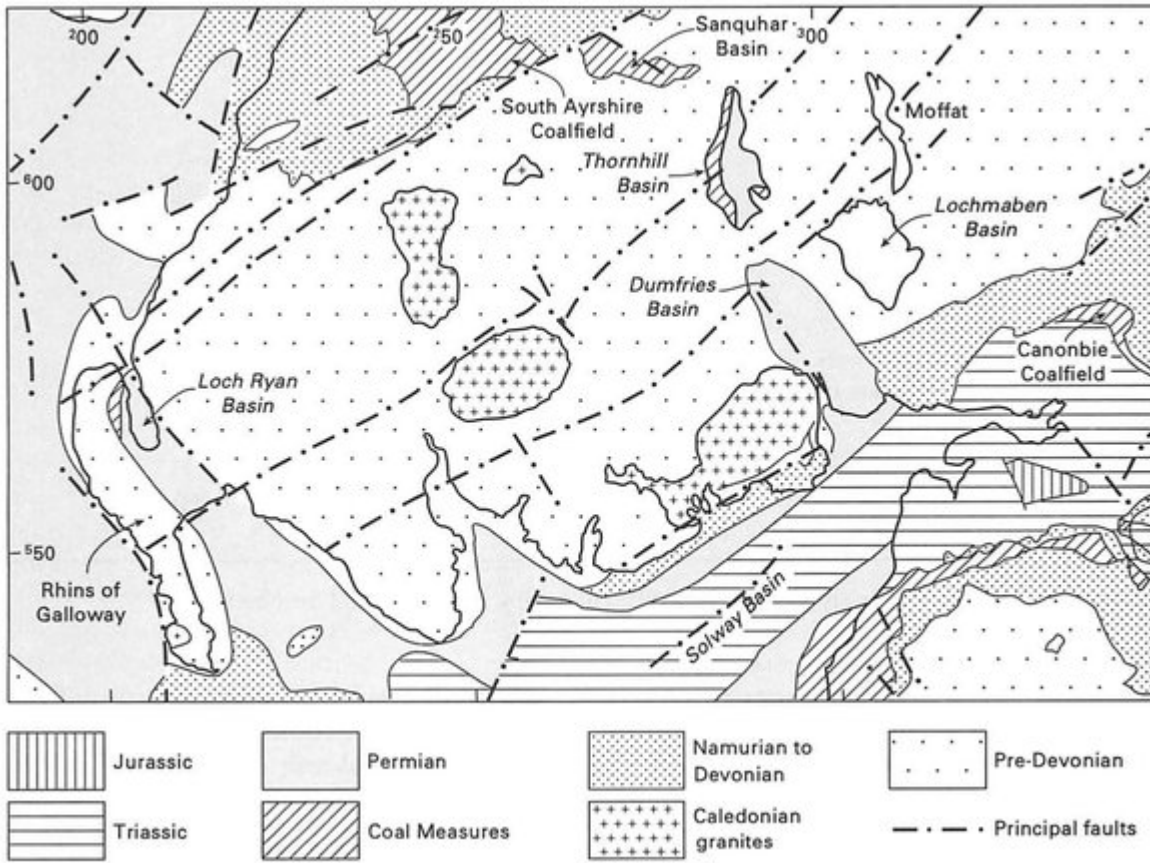 200
250
300
Sanquhar
Basin
South Ayrshire
Coalfield
Moffat
Thornhill
Basin
600
Lochmaben
Basin
Dumfries
Basin
Canonbie
Coalfield
Loch Ryan
Basin
550
Rhins of
Galloway
Solway Basin
Jurassic
Permian
Namurian to
Devonian
Pre-Devonian
Triassic
Coal Measures
Caledonian
granites
Principal faults